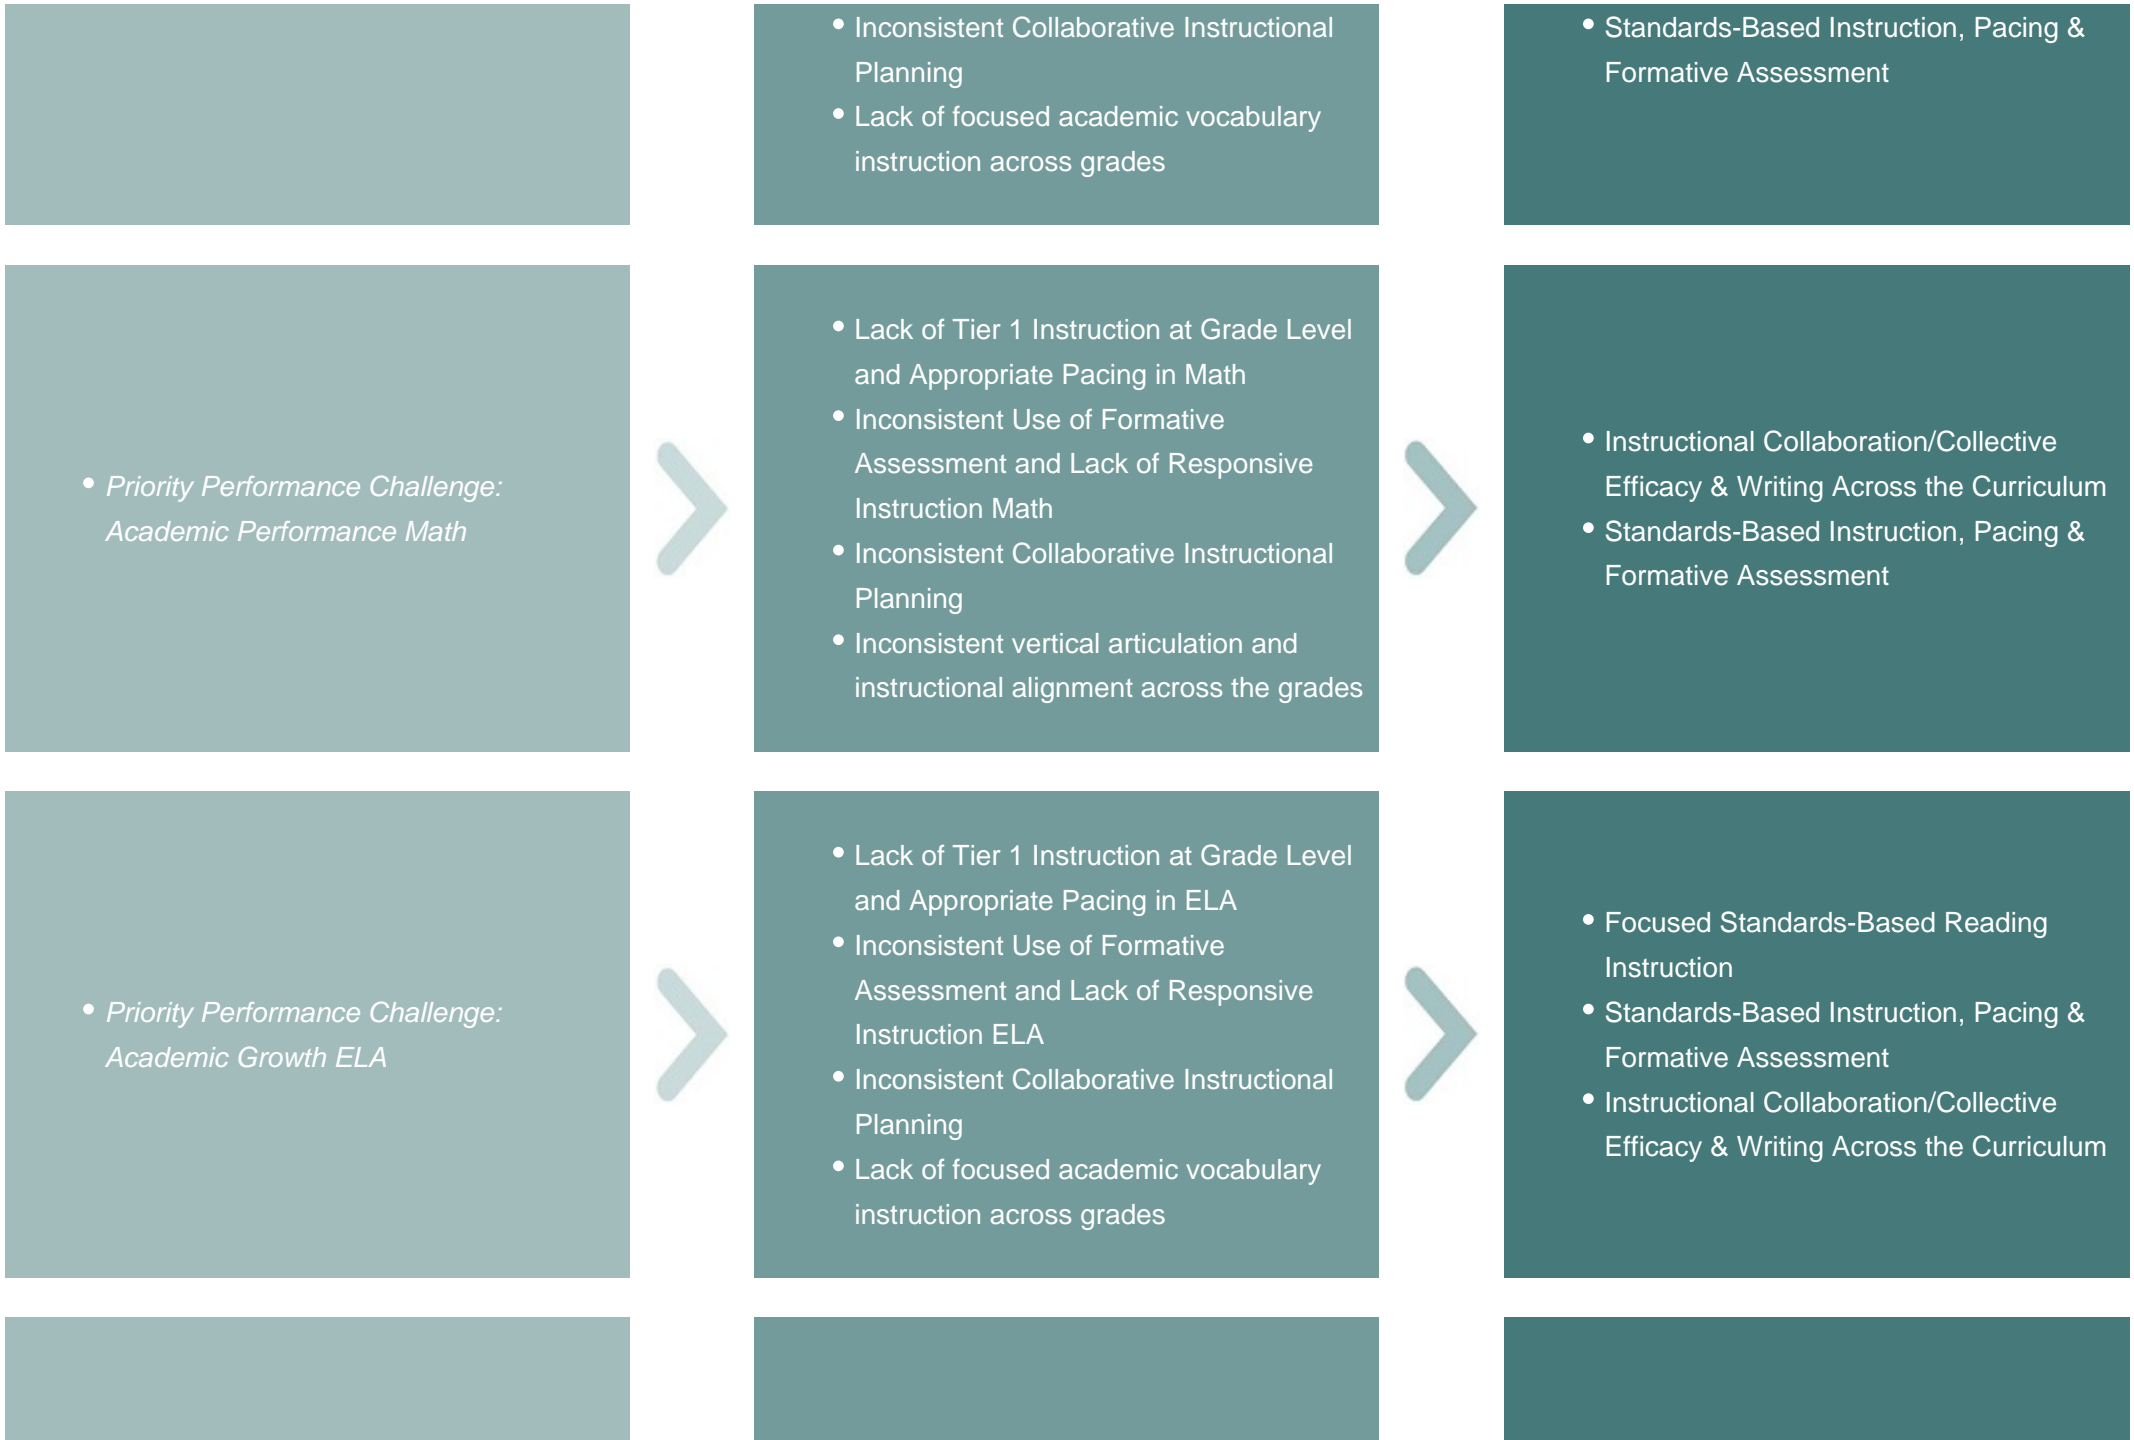 • Inconsistent Collaborative Instructional
Planning
• Lack of focused academic vocabulary
instruction across grades
• Standards-Based Instruction, Pacing &
Formative Assessment
• Priority Performance Challenge:
Academic Performance Math
• Lack of Tier 1 Instruction at Grade Level
and Appropriate Pacing in Math
• Inconsistent Use of Formative
Assessment and Lack of Responsive
Instruction Math
• Inconsistent Collaborative Instructional
Planning
• Inconsistent vertical articulation and
instructional alignment across the grades
• Instructional Collaboration/Collective
Efficacy & Writing Across the Curriculum
• Standards-Based Instruction, Pacing &
Formative Assessment
• Priority Performance Challenge:
Academic Growth ELA
• Lack of Tier 1 Instruction at Grade Level
and Appropriate Pacing in ELA
• Inconsistent Use of Formative
Assessment and Lack of Responsive
Instruction ELA
• Inconsistent Collaborative Instructional
Planning
• Lack of focused academic vocabulary
instruction across grades
• Focused Standards-Based Reading
Instruction
• Standards-Based Instruction, Pacing &
Formative Assessment
• Instructional Collaboration/Collective
Efficacy & Writing Across the Curriculum